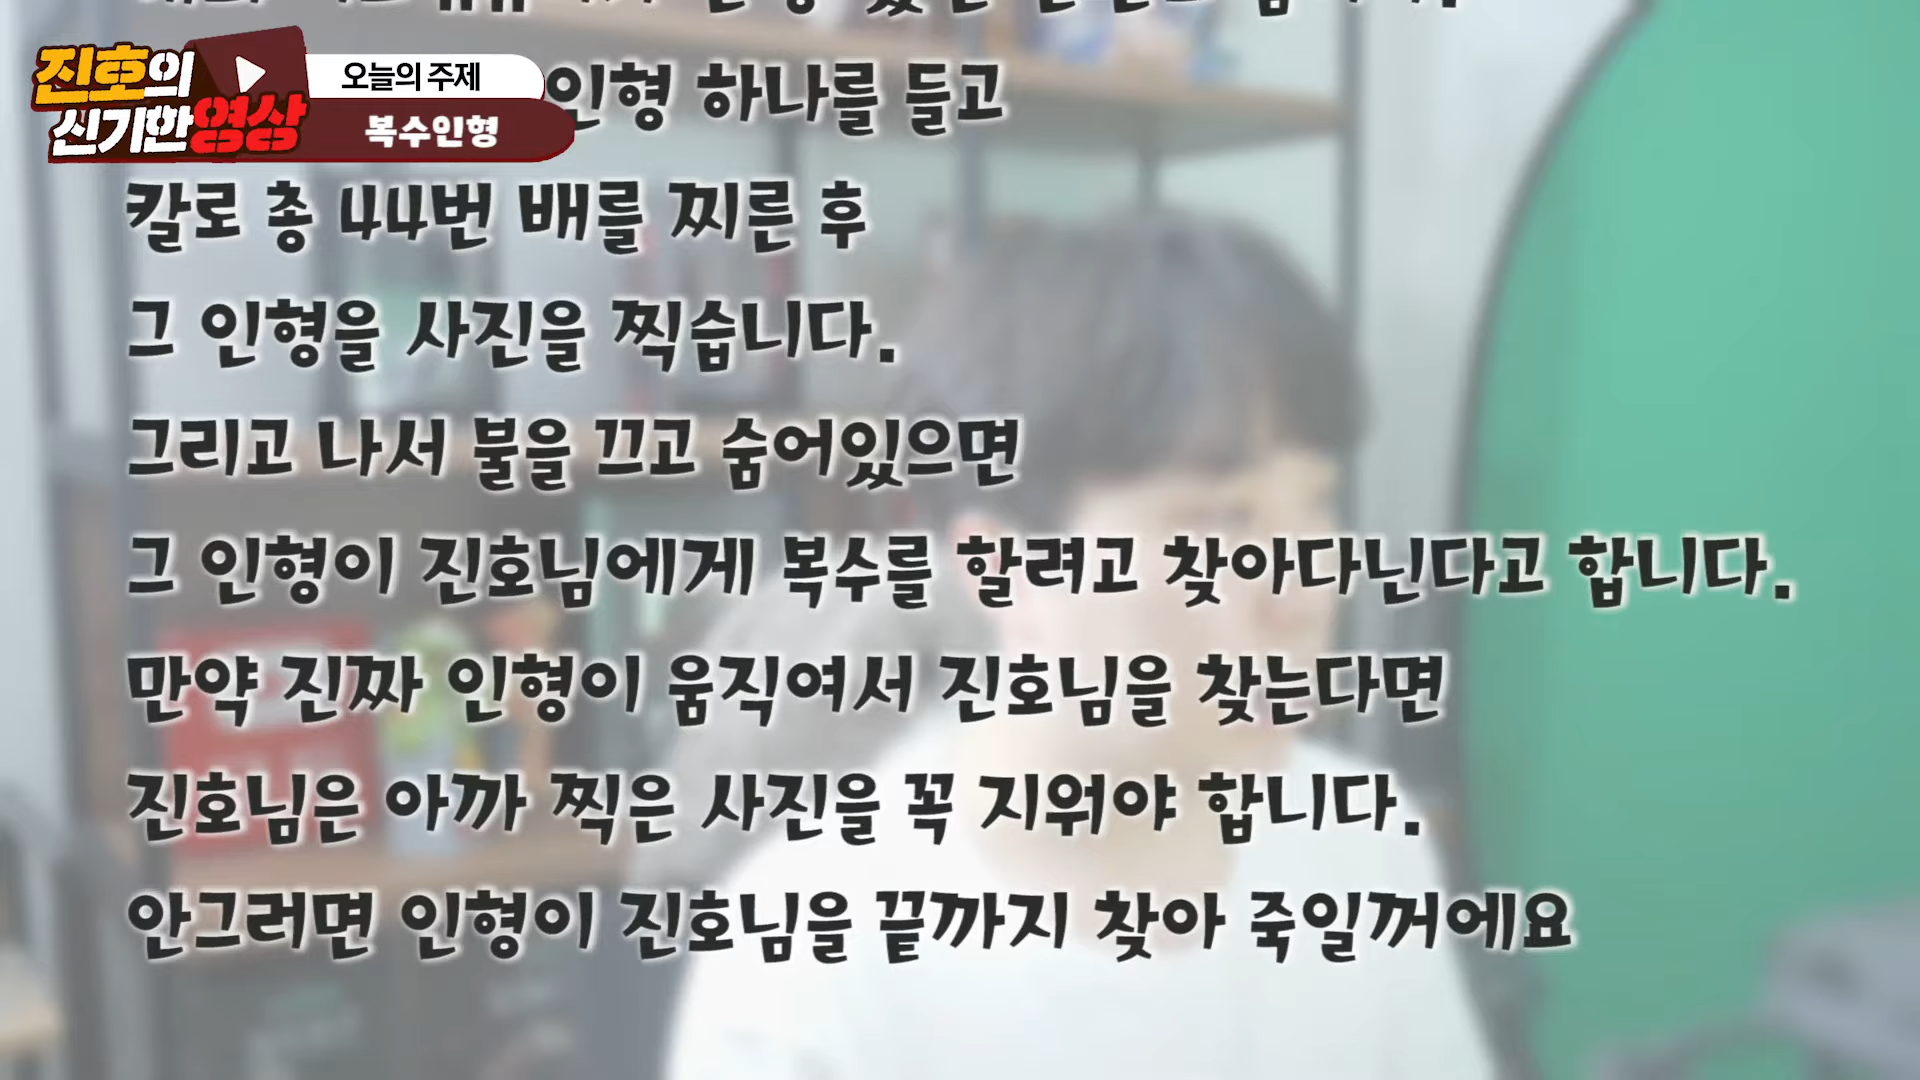 진호의
신기한영상
오늘의 주제
복수인형
인형 하나를 들고
칼로 총 44번 배를 찌른 후
그 인형을 사진을 찍습니다.
그리고 나서 불을 끄고 숨어있으면
그 인형이 진호님에게 복수를 할려고 찾아다닌다고 합니다.
만약 진짜 인형이 움직여서 진호님을 찾는다면
진호님은 아까 찍은 사진을 꼭 지워야 합니다.
안그러면 인형이 진호님을 끝까지 찾아 죽일꺼에요